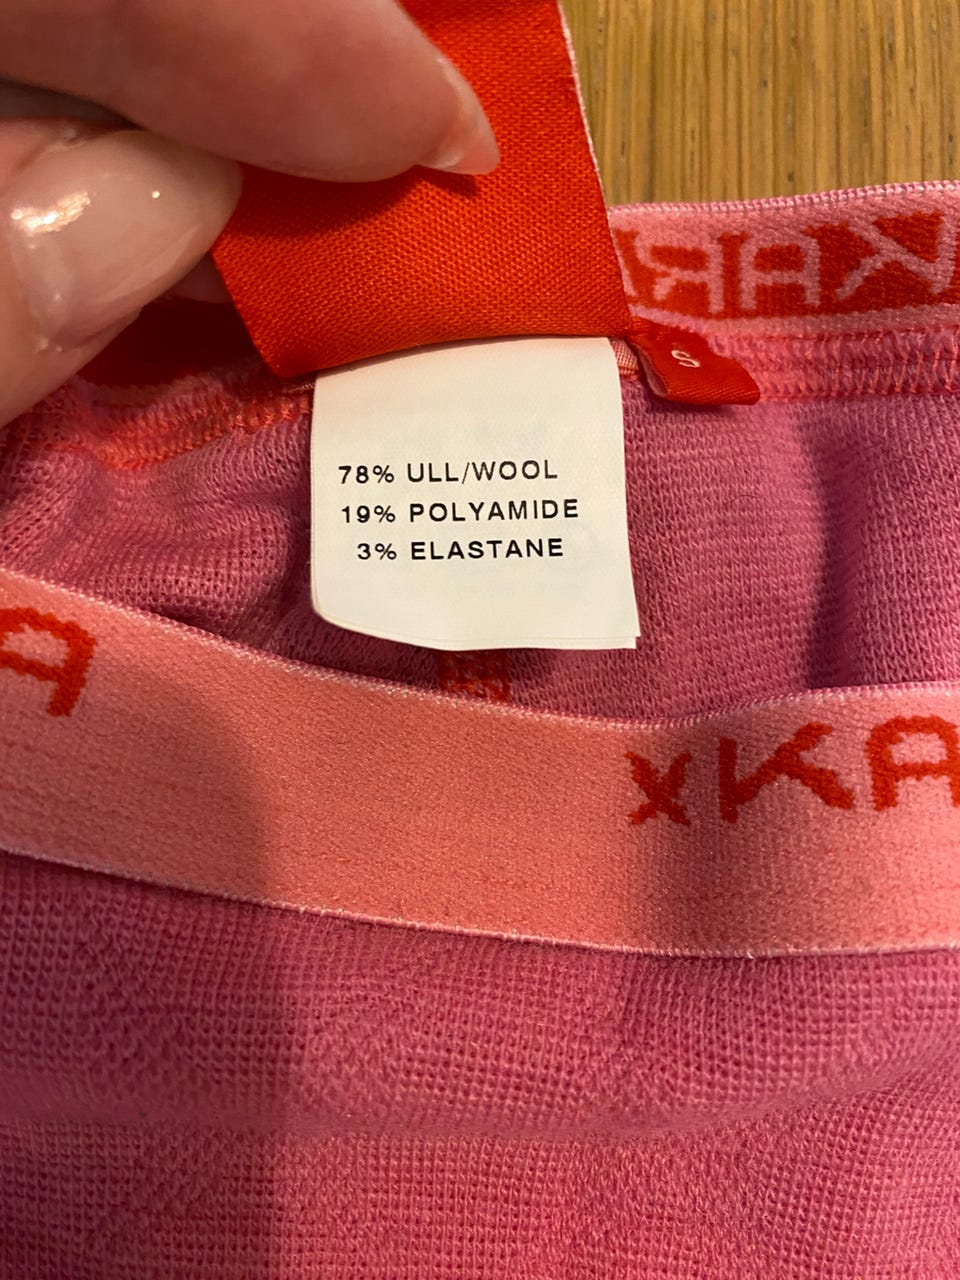 S
78% ULL/WOOL
19% POLYAMIDE
3% ELASTANE